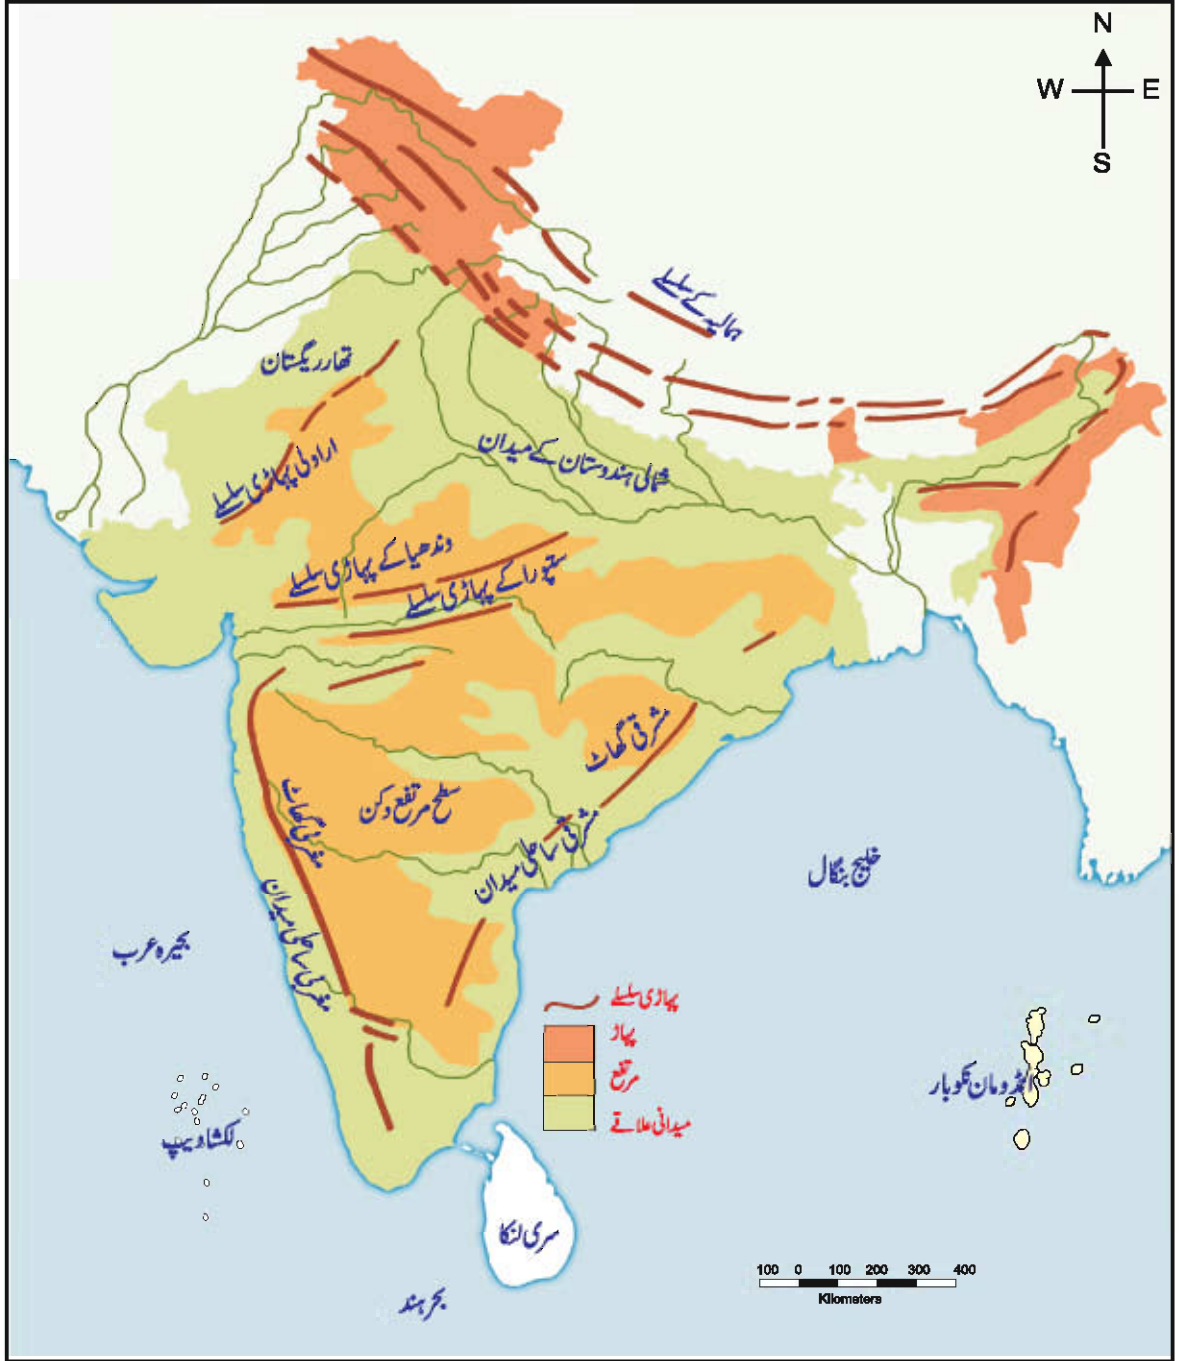 N
W E
S
ہمالیہ کے سلسلے
تھار ریگستان
اراولی پہاڑی سلسلے
شمالی ہندوستان کے میدان
وندھیا کے پہاڑی سلسلے
ستپورا کے پہاڑی سلسلے
مشرقی گھاٹ
سطح مرتفع دکن
مغربی گھاٹ
مشرقی ساحلی میدان
مغربی ساحلی میدان
خلیج بنگال
بحیرہ عرب
پہاڑی سلسلے
پہاڑ
مرتفع
میدانی علاقے
انڈومان نکوبار
لکشادیپ
سری لنکا
بحر ہند
100 0 100 200 300 400
Kilometers